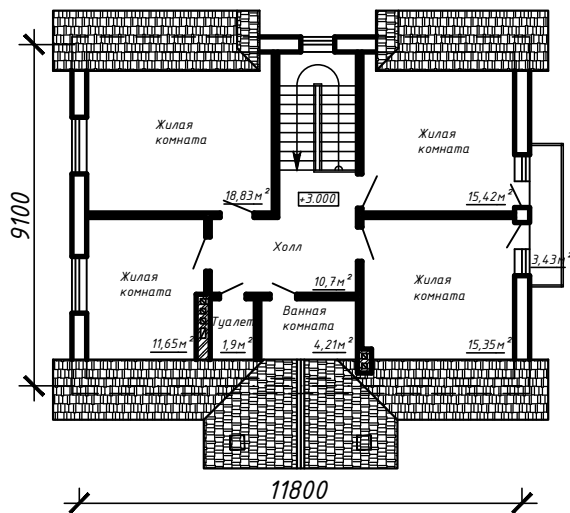 Жилая
комната
18,83м²
Жилая
комната
15,42м²
+3.000
9100
Холл
10,7м²
3,43м²
Жилая
комната
11,65м²
Туалет
1,9м²
Ванная
комната
4,21м²
Жилая
комната
15,35м²
11800